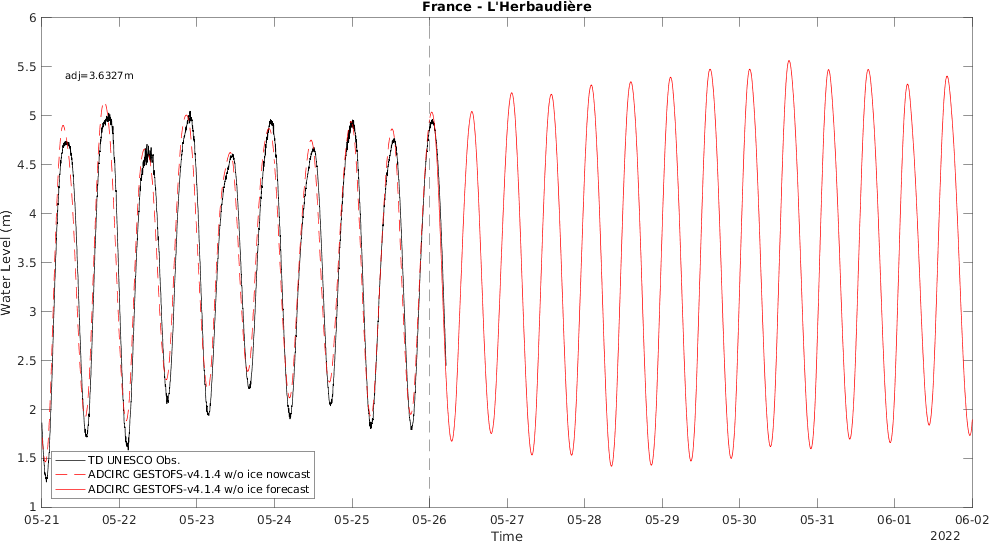 France - L'Herbaudière
adj=3.6327m
6
5.5
5
4.5
4
3.5
3
2.5
2
1.5
1
Water Level (m)
TD UNESCO Obs.
ADCIRC GESTOFS-v4.1.4 w/o ice nowcast
ADCIRC GESTOFS-v4.1.4 w/o ice forecast
05-21 05-22 05-23 05-24 05-25 05-26 05-27 05-28 05-29 05-30 05-31 06-01 06-02
Time
2022